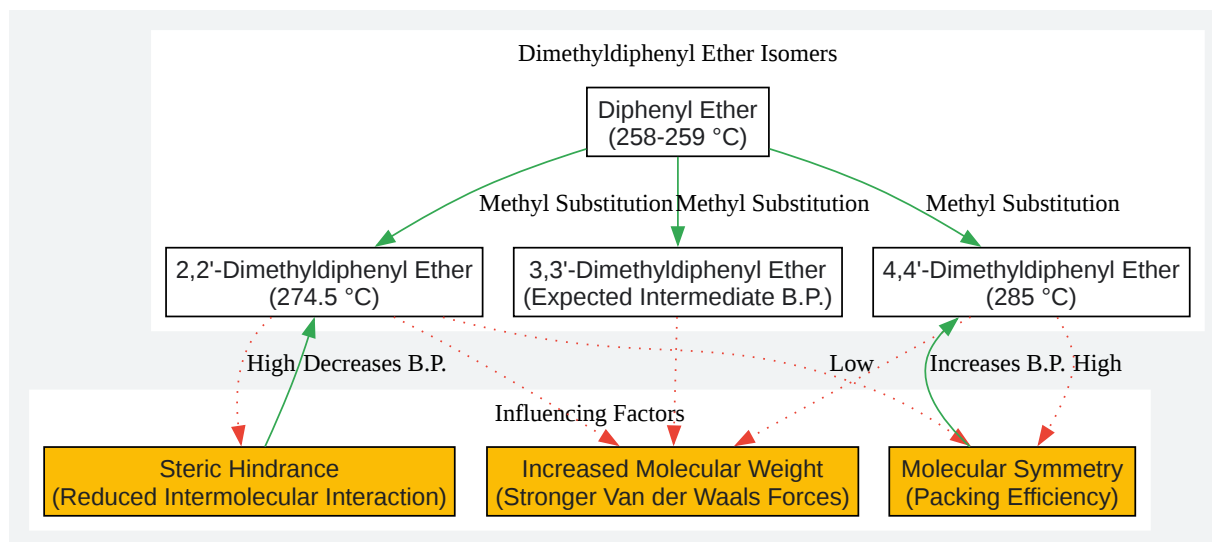 Dimethyldiphenyl Ether Isomers
Diphenyl Ether
(258-259 °C)
Methyl Substitution
Methyl Substitution
Methyl Substitution
2,2'-Dimethyldiphenyl Ether
(274.5 °C)
3,3'-Dimethyldiphenyl Ether
(Expected Intermediate B.P.)
4,4'-Dimethyldiphenyl Ether
(285 °C)
High
Decreases B.P.
Low
Increases B.P.
High
Influencing Factors
Steric Hindrance
(Reduced Intermolecular Interaction)
Increased Molecular Weight
(Stronger Van der Waals Forces)
Molecular Symmetry
(Packing Efficiency)